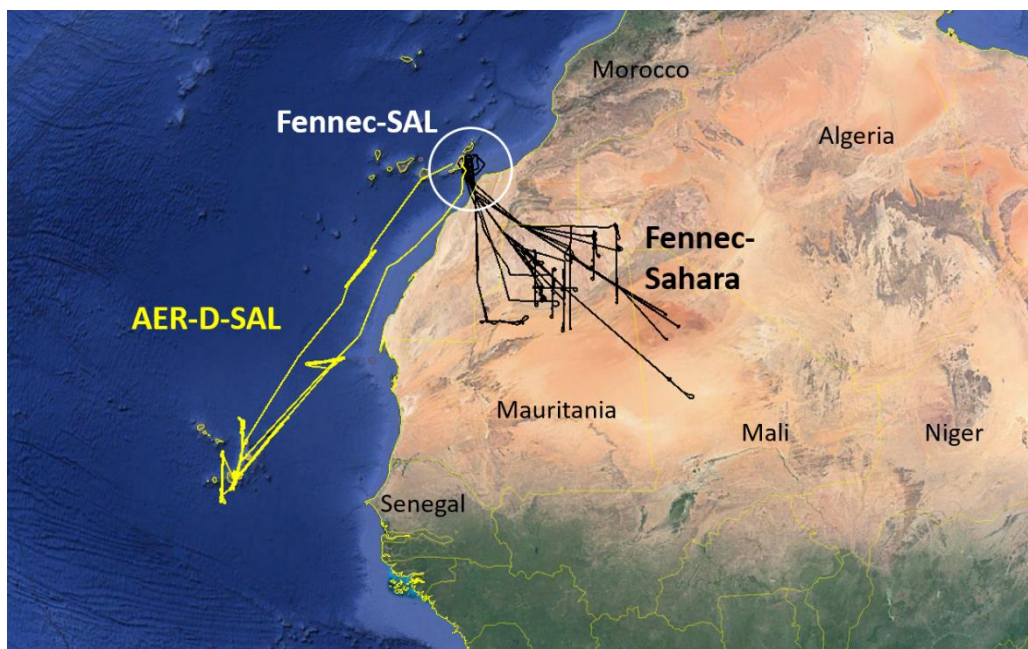 Morocco
Fennec-SAL
Algeria
Fennec-
Sahara
AER-D-SAL
Mauritania
Mali
Niger
Senegal